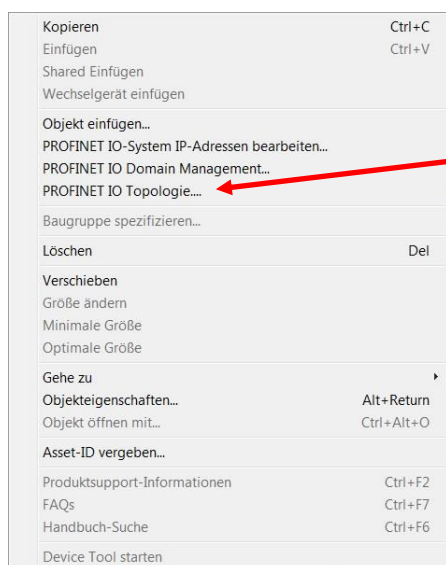 Kopieren Ctrl+C
Einfügen Ctrl+V
Shared Einfügen
Wechselgerät einfügen
Objekt einfügen...
PROFINET IO-System IP-Adressen bearbeiten...
PROFINET IO Domain Management...
PROFINET IO Topologie....
Baugruppe spezifizieren...
Löschen Del
Verschieben
Größe ändern
Minimale Größe
Optimale Größe
Gehe zu
Objekteigenschaften... Alt+Return
Objekt öffnen mit... Ctrl+Alt+O
Asset-ID vergeben...
Produktsupport-Informationen Ctrl+F2
FAQs Ctrl+F7
Handbuch-Suche Ctrl+F6
Device Tool starten